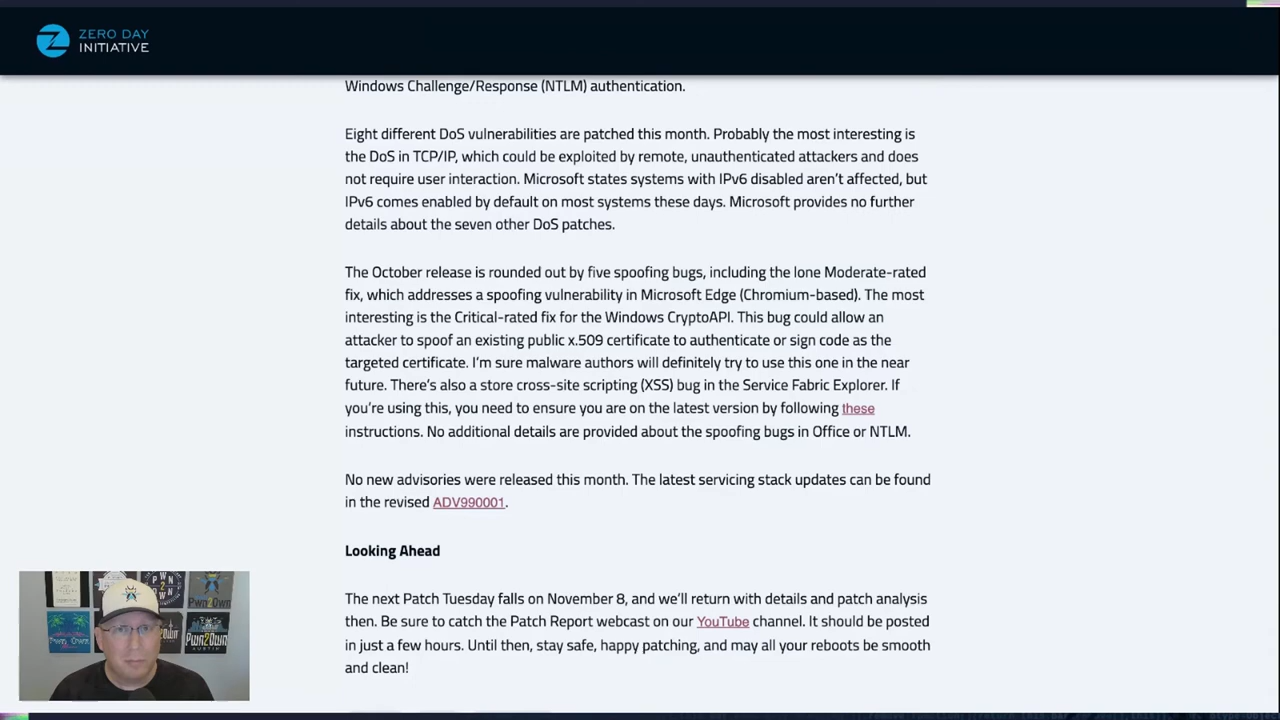 ZERO DAY
INITIATIVE
Windows Challenge/Response (NTLM) authentication.
Eight different DoS vulnerabilities are patched this month. Probably the most interesting is
the DoS in TCP/IP, which could be exploited by remote, unauthenticated attackers and does
not require user interaction. Microsoft states systems with IPv6 disabled aren't affected, but
IPv6 comes enabled by default on most systems these days. Microsoft provides no further
details about the seven other DoS patches.
The October release is rounded out by five spoofing bugs, including the lone Moderate-rated
fix, which addresses a spoofing vulnerability in Microsoft Edge (Chromium-based). The most
interesting is the Critical-rated fix for the Windows CryptoAPI. This bug could allow an
attacker to spoof an existing public x.509 certificate to authenticate or sign code as the
targeted certificate. I'm sure malware authors will definitely try to use this one in the near
future. There's also a store cross-site scripting (XSS) bug in the Service Fabric Explorer. If
you're using this, you need to ensure you are on the latest version by following these
instructions. No additional details are provided about the spoofing bugs in Office or NTLM.
No new advisories were released this month. The latest servicing stack updates can be found
in the revised ADV990001.
Looking Ahead
The next Patch Tuesday falls on November 8, and we'll return with details and patch analysis
then. Be sure to catch the Patch Report webcast on our YouTube channel. It should be posted
in just a few hours. Until then, stay safe, happy patching, and may all your reboots be smooth
and clean!
Pwn2Own
PWN2OWN
AUSTIN